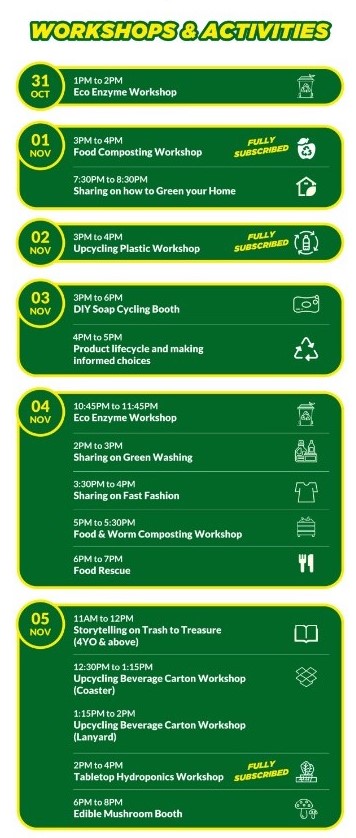 WORKSHOPS & ACTIVITIES
31
OCT
1PM to 2PM
Eco Enzyme Workshop
01
NOV
3PM to 4PM
Food Composting Workshop
FULLY
SUBSCRIBED
7:30PM to 8:30PM
Sharing on how to Green your Home
02
NOV
3PM to 4PM
Upcycling Plastic Workshop
FULLY
SUBSCRIBED
03
NOV
3PM to 6PM
DIY Soap Cycling Booth
4PM to 5PM
Product lifecycle and making
informed choices
04
NOV
10:45PM to 11:45PM
Eco Enzyme Workshop
2PM to 3PM
Sharing on Green Washing
3:30PM to 4PM
Sharing on Fast Fashion
5PM to 5:30PM
Food & Worm Composting Workshop
6PM to 7PM
Food Rescue
05
NOV
11AM to 12PM
Storytelling on Trash to Treasure
(4YO & above)
12:30PM to 1:15PM
Upcycling Beverage Carton Workshop
(Coaster)
1:15PM to 2PM
Upcycling Beverage Carton Workshop
(Lanyard)
2PM to 4PM
Tabletop Hydroponics Workshop
FULLY
SUBSCRIBED
6PM to 8PM
Edible Mushroom Booth